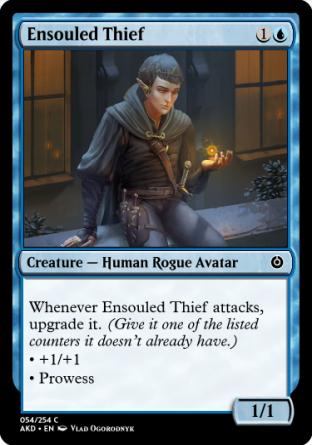 Ensouled Thief 1
Creature — Human Rogue Avatar
Whenever Ensouled Thief attacks,
upgrade it. (Give it one of the listed
counters it doesn't already have.)
• +1/+1
• Prowess
1/1
054/254 C
AKD • EN Vlad Ogorodnyk